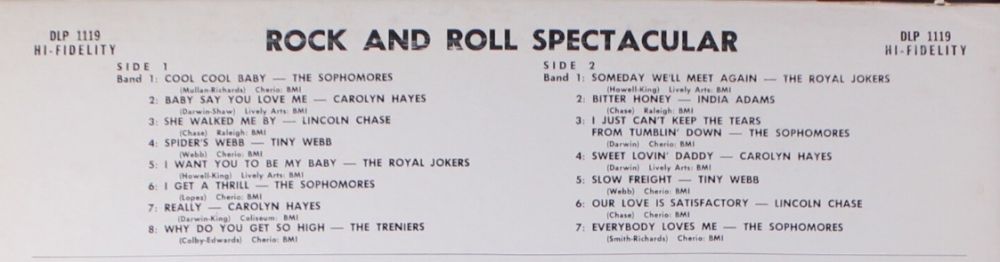 DLP 1119
HI-FIDELITY
ROCK AND ROLL SPECTACULAR
DLP 1119
HI-FIDELITY
SIDE 1
Band 1: COOL COOL BABY — THE SOPHOMORES
(Mullan-Richards) Cherio: BMI
2: BABY SAY YOU LOVE ME — CAROLYN HAYES
(Darwin-Shaw) Lively Arts: BMI
3: SHE WALKED ME BY — LINCOLN CHASE
(Chase) Raleigh: BMI
4: SPIDER'S WEBB — TINY WEBB
(Webb) Cherio: BMI
5: I WANT YOU TO BE MY BABY — THE ROYAL JOKERS
(Howell-King) Lively Arts: BMI
6: I GET A THRILL — THE SOPHOMORES
(Lopez) Cherio: BMI
7: REALLY — CAROLYN HAYES
(Darwin-King) Coliseum: BMI
8: WHY DO YOU GET SO HIGH — THE TRENIERS
(Colby-Edwards) Cherio: BMI
SIDE 2
Band 1: SOMEDAY WE'LL MEET AGAIN — THE ROYAL JOKERS
(Howell-King) Lively Arts: BMI
2: BITTER HONEY — INDIA ADAMS
(Chase) Raleigh: BMI
3: I JUST CAN'T KEEP THE TEARS
FROM TUMBLIN' DOWN — THE SOPHOMORES
(Darwin) Cherio: BMI
4: SWEET LOVIN' DADDY — CAROLYN HAYES
(Darwin) Lively Arts: BMI
5: SLOW FREIGHT — TINY WEBB
(Webb) Cherio: BMI
6: OUR LOVE IS SATISFACTORY — LINCOLN CHASE
(Chase) Cherio: BMI
7: EVERYBODY LOVES ME — THE SOPHOMORES
(Smith-Richards) Cherio: BMI